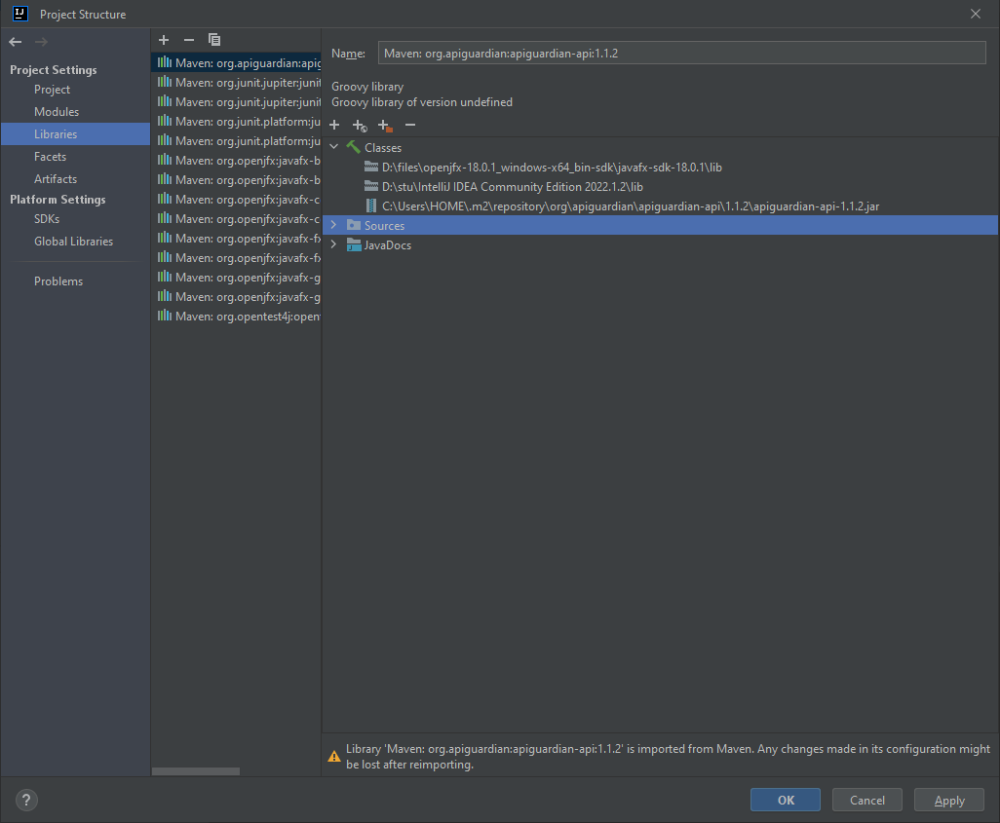 IJ Project Structure
Project Settings
Project
Modules
Libraries
Facets
Artifacts
Platform Settings
SDKs
Global Libraries
Problems
Maven: org.apiguardian:apig
Maven: org.junit.jupiter:junit
Maven: org.junit.jupiter:junit
Maven: org.junit.platform:ju
Maven: org.junit.platform:ju
Maven: org.openjfx:javafx-b
Maven: org.openjfx:javafx-b
Maven: org.openjfx:javafx-c
Maven: org.openjfx:javafx-c
Maven: org.openjfx:javafx-fx
Maven: org.openjfx:javafx-fx
Maven: org.openjfx:javafx-g
Maven: org.openjfx:javafx-g
Maven: org.opentest4j:opent
Name: Maven: org.apiguardian:apiguardian-api:1.1.2
Groovy library
Groovy library of version undefined
Classes
D:\files\openjfx-18.0.1_windows-x64_bin-sdk\javafx-sdk-18.0.1\lib
D:\stu\IntelliJ IDEA Community Edition 2022.1.2\lib
C:\Users\HOME\.m2\repository\org\apiguardian\apiguardian-api\1.1.2\apiguardian-api-1.1.2.jar
Sources
JavaDocs
Library 'Maven: org.apiguardian:apiguardian-api:1.1.2' is imported from Maven. Any changes made in its configuration might
be lost after reimporting.
? OK Cancel Apply